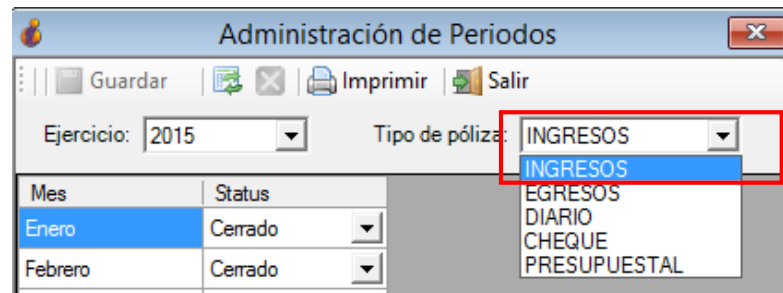 Administración de Periodos
Guardar Imprimir Salir
Ejercicio: 2015 Tipo de póliza: INGRESOS
INGRESOS
EGRESOS
DIARIO
CHEQUE
PRESUPUESTAL
Mes Status
Enero Cerrado
Febrero Cerrado